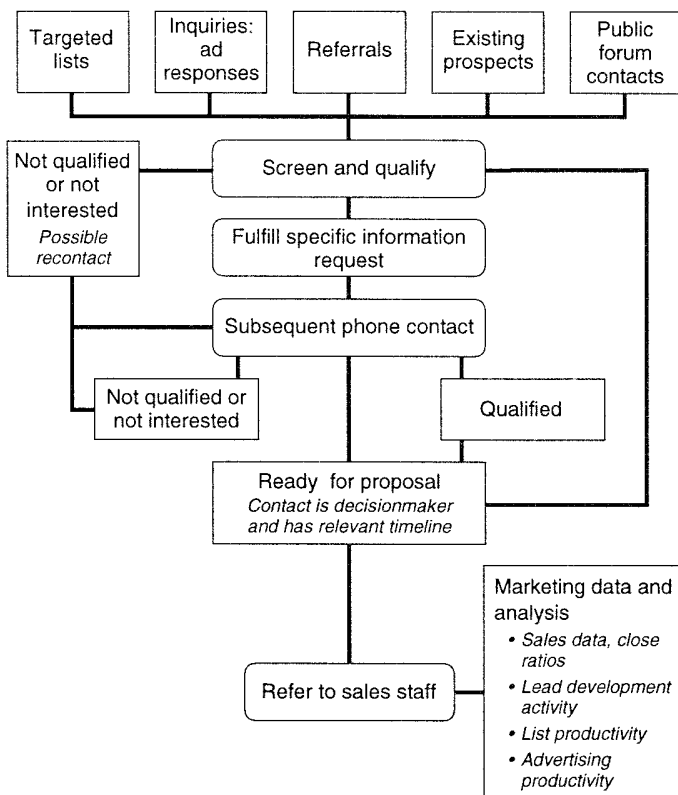 Targeted
lists
Inquiries:
ad
responses
Referrals
Existing
prospects
Public
forum
contacts
Not qualified
or not
interested
Possible
recontact
Screen and qualify
Fulfill specific information
request
Subsequent phone contact
Not qualified or
not interested
Qualified
Ready for proposal
Contact is decisionmaker
and has relevant timeline
Marketing data and
analysis
• Sales data, close
ratios
• Lead development
activity
• List productivity
• Advertising
productivity
Refer to sales staff